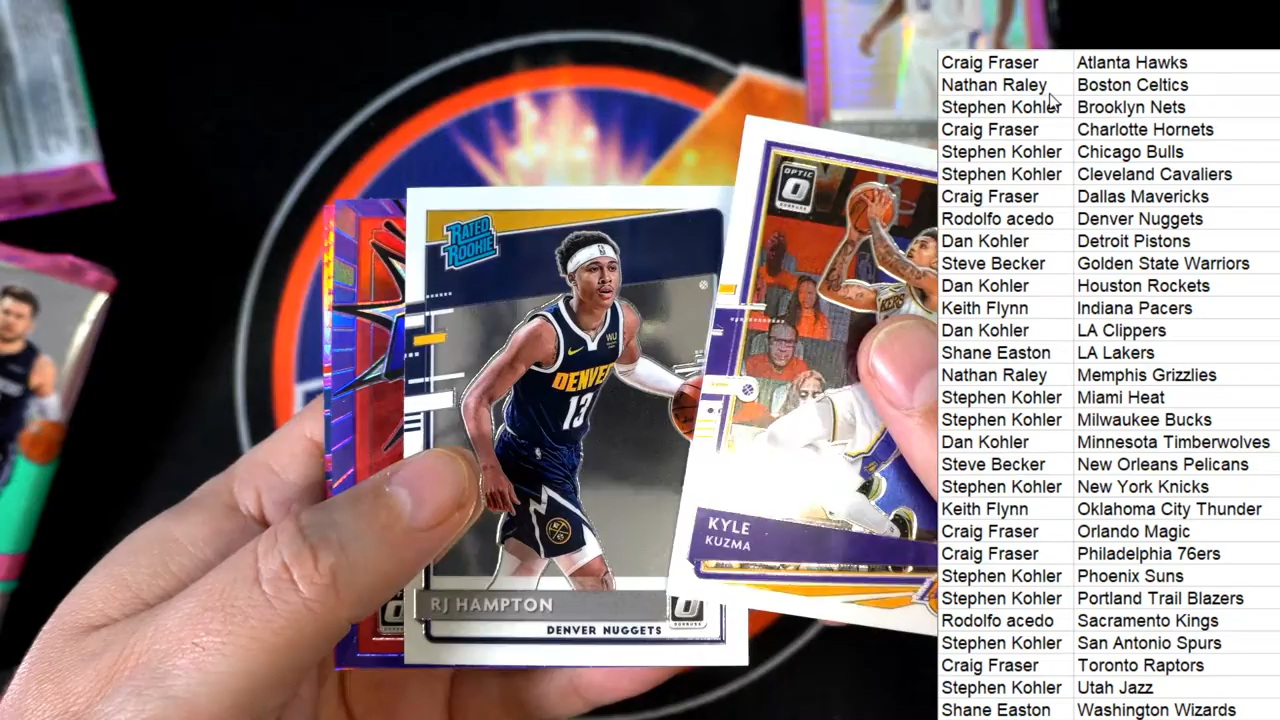 Craig Fraser Atlanta Hawks
Nathan Raley Boston Celtics
Stephen Kohler Brooklyn Nets
Craig Fraser Charlotte Hornets
Stephen Kohler Chicago Bulls
Stephen Kohler Cleveland Cavaliers
Craig Fraser Dallas Mavericks
Rodolfo acedo Denver Nuggets
Dan Kohler Detroit Pistons
Steve Becker Golden State Warriors
Dan Kohler Houston Rockets
Keith Flynn Indiana Pacers
Dan Kohler LA Clippers
Shane Easton LA Lakers
Nathan Raley Memphis Grizzlies
Stephen Kohler Miami Heat
Stephen Kohler Milwaukee Bucks
Dan Kohler Minnesota Timberwolves
Steve Becker New Orleans Pelicans
Stephen Kohler New York Knicks
Keith Flynn Oklahoma City Thunder
Craig Fraser Orlando Magic
Craig Fraser Philadelphia 76ers
Stephen Kohler Phoenix Suns
Stephen Kohler Portland Trail Blazers
Rodolfo acedo Sacramento Kings
Stephen Kohler San Antonio Spurs
Craig Fraser Toronto Raptors
Stephen Kohler Utah Jazz
Shane Easton Washington Wizards
RATED
ROOKIE
WU
DENVER
13
RJ HAMPTON
DENVER NUGGETS
OPTIC
DONRUSS
KYLE
KUZMA